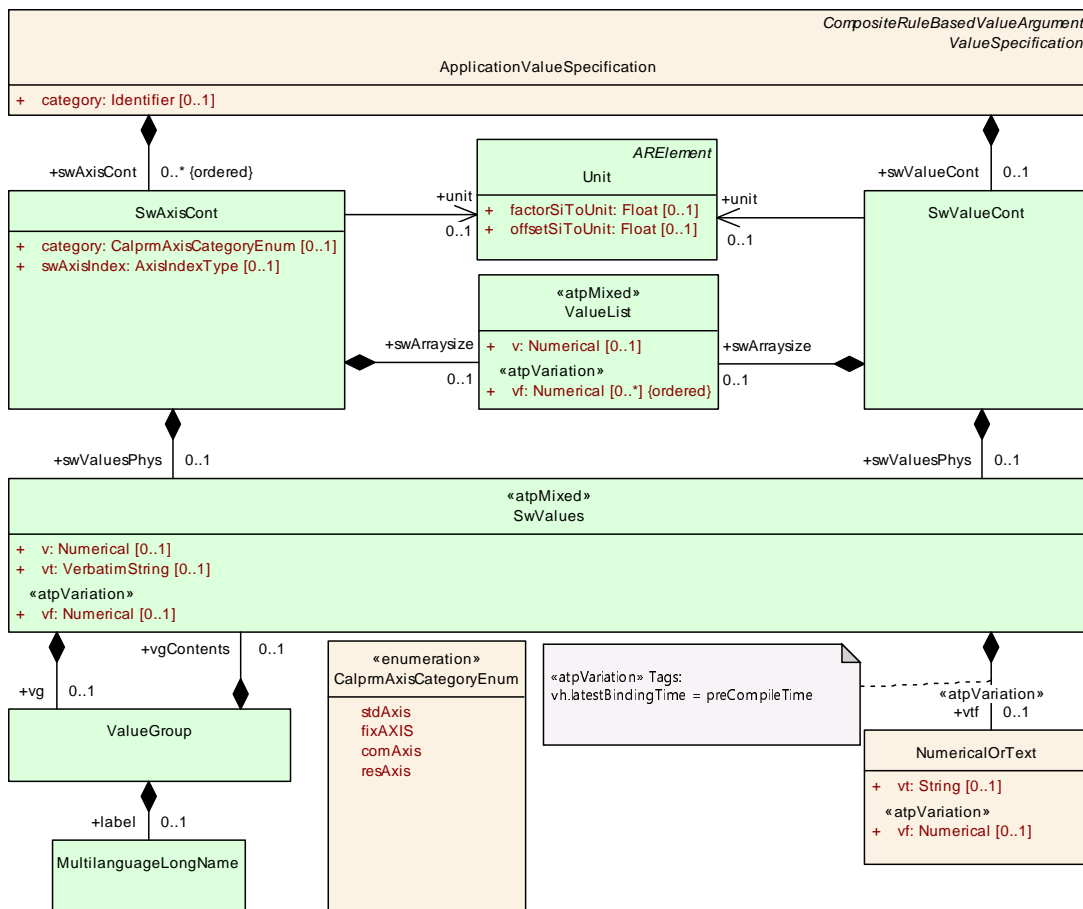 CompositeRuleBasedValueArgument
ValueSpecification
ApplicationValueSpecification
+ category: Identifier [0..1]
+swAxisCont 0..* {ordered}
+swValueCont 0..1
ARElement
Unit
+ factorSiToUnit: Float [0..1]
+ offsetSiToUnit: Float [0..1]
SwAxisCont
+ category: CalprmAxisCategoryEnum [0..1]
+ swAxisIndex: AxisIndexType [0..1]
+unit
0..1
+unit
0..1
SwValueCont
«atpMixed»
ValueList
+ v: Numerical [0..1]
«atpVariation»
+ vf: Numerical [0..*] {ordered}
+swArraysize
0..1
+swArraysize
0..1
+swValuesPhys 0..1
+swValuesPhys 0..1
«atpMixed»
SwValues
+ v: Numerical [0..1]
+ vt: VerbatimString [0..1]
«atpVariation»
+ vf: Numerical [0..1]
+vgContents 0..1
+vg 0..1
ValueGroup
+label 0..1
MultilanguageLongName
«enumeration»
CalprmAxisCategoryEnum
stdAxis
fixAXIS
comAxis
resAxis
«atpVariation» Tags:
vh.latestBindingTime = preCompileTime
«atpVariation»
+vtf 0..1
NumericalOrText
+ vt: String [0..1]
«atpVariation»
+ vf: Numerical [0..1]